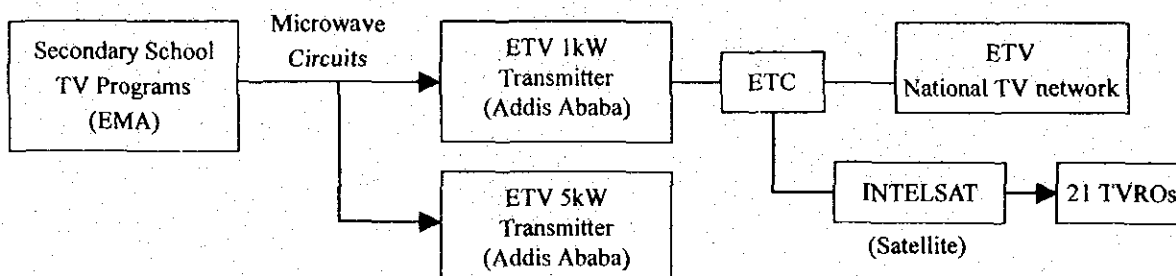 Secondary School
TV Programs
(EMA)
Microwave
Circuits
ETV 1kW
Transmitter
(Addis Ababa)
ETC
ETV
National TV network
ETV 5kW
Transmitter
(Addis Ababa)
INTELSAT
(Satellite)
21 TVROs